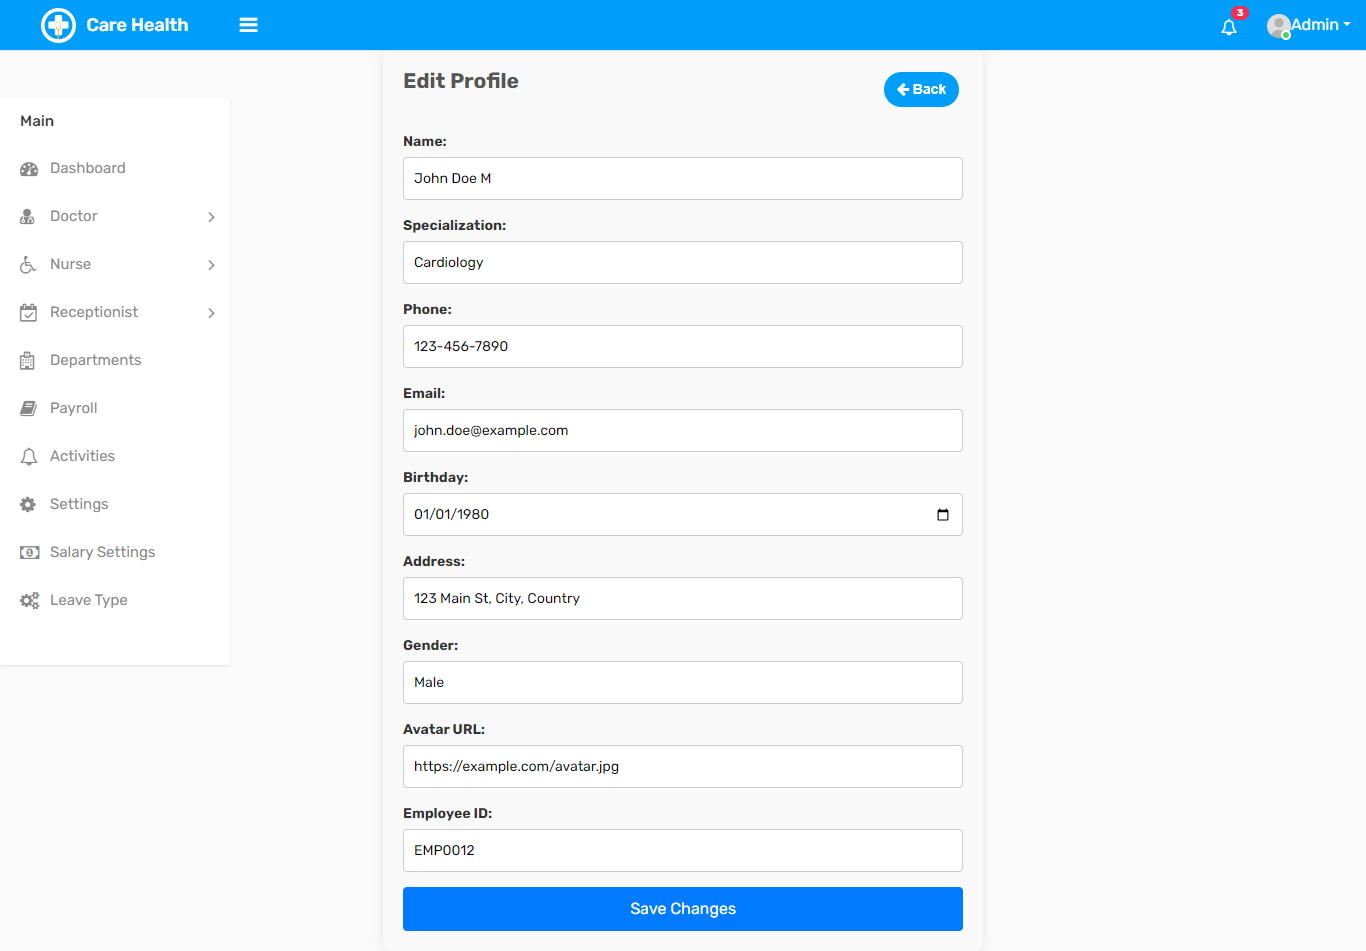 Care Health
3
Admin
Main
Dashboard
Doctor
Nurse
Receptionist
Departments
Payroll
Activities
Settings
Salary Settings
Leave Type
Edit Profile
Back
Name:
John Doe M
Specialization:
Cardiology
Phone:
123-456-7890
Email:
john.doe@example.com
Birthday:
01/01/1980
Address:
123 Main St, City, Country
Gender:
Male
Avatar URL:
https://example.com/avatar.jpg
Employee ID:
EMP0012
Save Changes